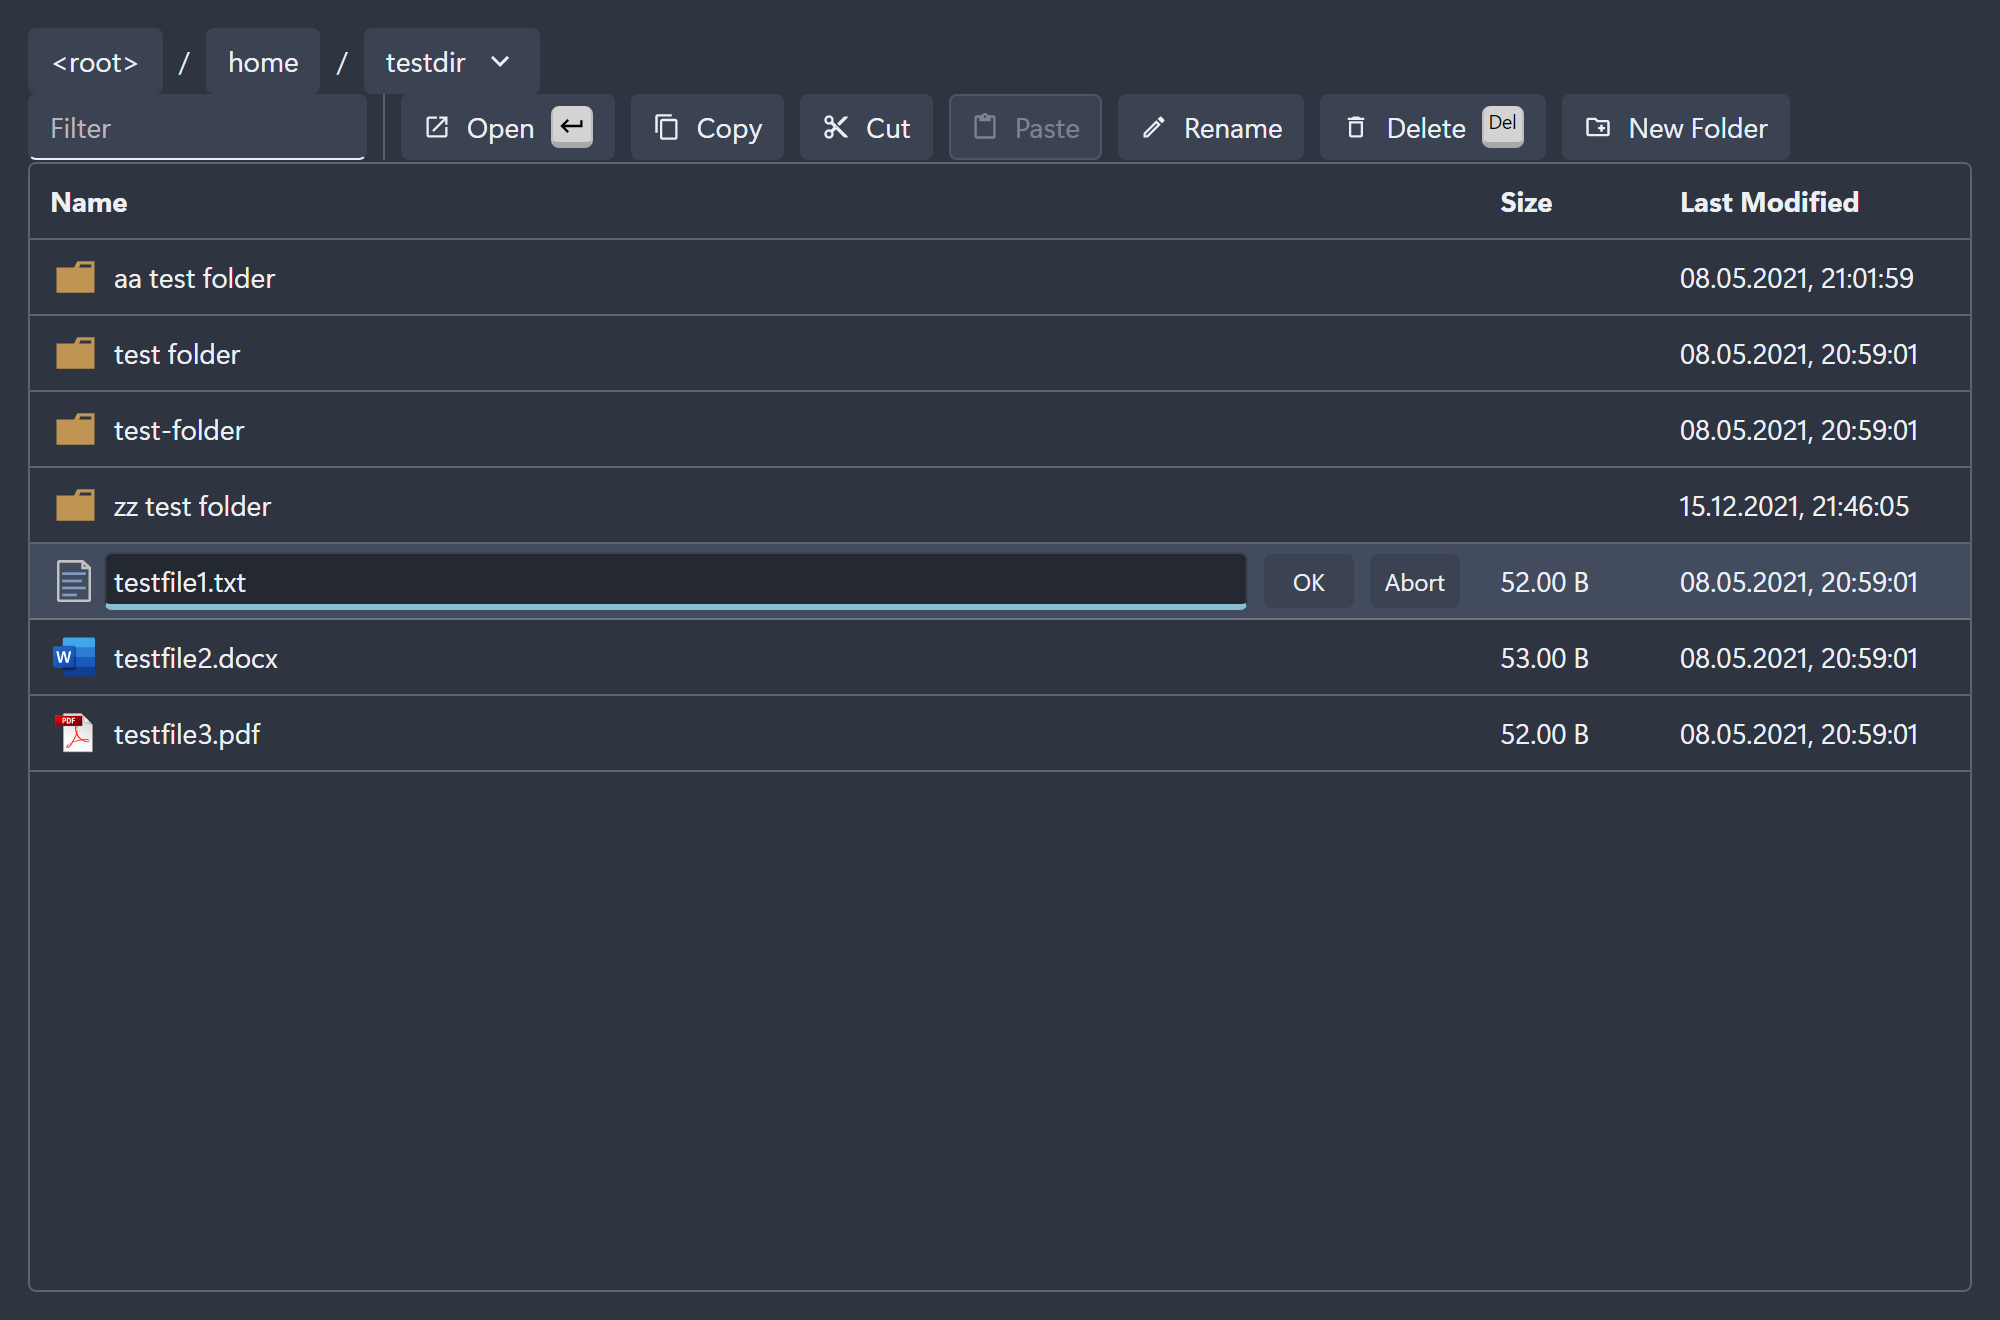 <root> / home / testdir
Filter Open Copy Cut Paste Rename Delete Del New Folder
Name Size Last Modified
aa test folder 08.05.2021, 21:01:59
test folder 08.05.2021, 20:59:01
test-folder 08.05.2021, 20:59:01
zz test folder 15.12.2021, 21:46:05
testfile1.txt OK Abort 52.00 B 08.05.2021, 20:59:01
W testfile2.docx 53.00 B 08.05.2021, 20:59:01
PDF testfile3.pdf 52.00 B 08.05.2021, 20:59:01